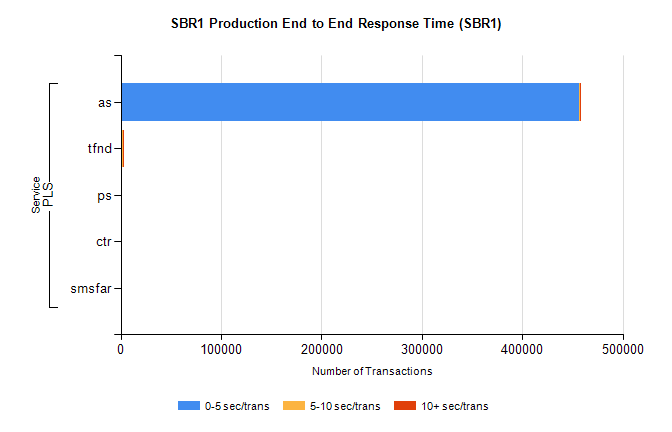 SBR1 Production End to End Response Time (SBR1)
Service
PLS
as
tfnd
ps
ctr
smsfar
0 100000 200000 300000 400000 500000
Number of Transactions
0-5 sec/trans 5-10 sec/trans 10+ sec/trans